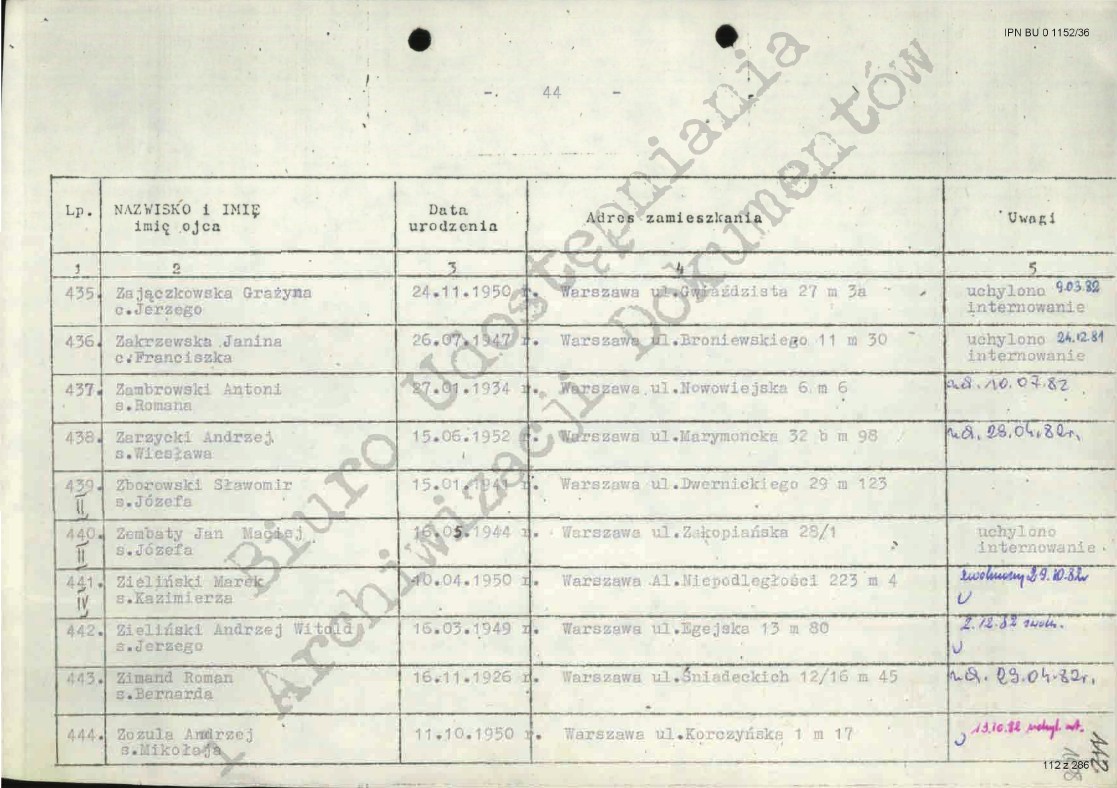 IPN BU 0 1152/36
-. 44 -
Lp. NAZWISKO i IMIĘ Data Adres zamieszkania Uwagi
imię ojca urodzenia
1 2 3 4 5
435. Zajączkowska Grażyna 24.11.1950 r. Warszawa ul.Gwiaździsta 27 m 3a uchylono 9.03.82
c.Jerzego internowanie
436. Zakrzewska Janina 26.07.1947 r. Warszawa ul.Broniewskiego 11 m 30 uchylono 24.12.81
c.Franciszka internowanie
437. Zambrowski Antoni 27.01.1934 r. Warszawa ul.Nowowiejska 6 m 6 10.07.82
s.Romana
438. Zarzycki Andrzej 15.06.1952 r. Warszawa ul.Marymoncka 32 b m 98 29.04.82r.
s.Wiesława
439. Zborowski Sławomir 15.01.1941 r. Warszawa ul.Dwernickiego 29 m 123
II s.Józefa
440. Zembaty Jan Maciej 16.05.1944 r. Warszawa ul.Zakopiańska 28/1 uchylono
II s.Józefa internowanie
441. Zieliński Marek 10.04.1950 r. Warszawa Al.Niepodległości 223 m 4 zwolniony 29.10.82r
IV s.Kazimierza
442. Zieliński Andrzej Witold 16.03.1949 r. Warszawa ul.Egejska 13 m 80 2.12.82 zwoln.
s.Jerzego
443. Zimand Roman 16.11.1926 r. Warszawa ul.Śniadeckich 12/16 m 45 29.04.82r.
s.Bernarda
444. Zozula Andrzej 11.10.1950 r. Warszawa ul.Korczyńska 1 m 17 19.10.82 uchyl. int.
s.Mikołaja
Biuro Udostępniania
i Archiwizacji Dokumentów
112 z 286